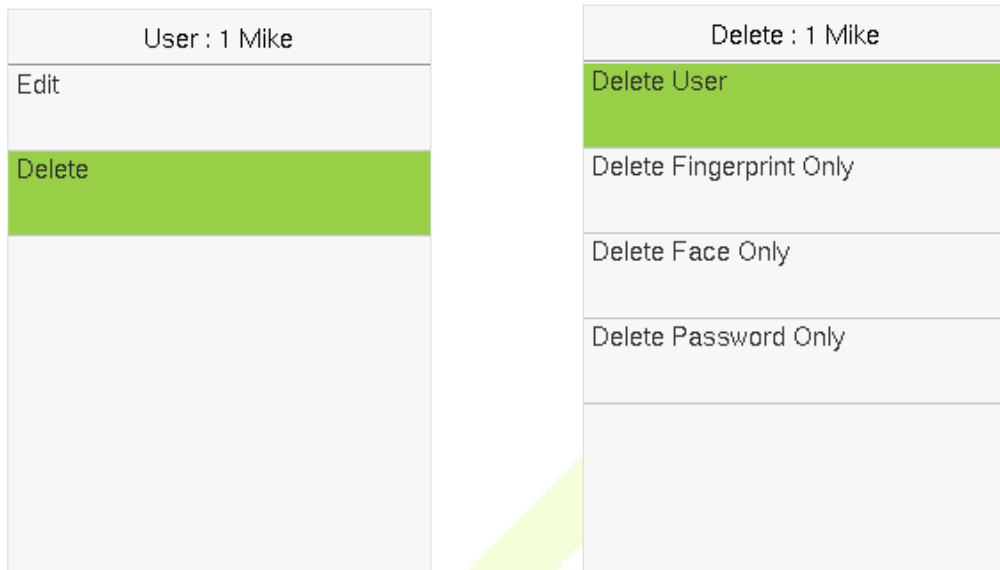 User : 1 Mike
Edit
Delete
Delete : 1 Mike
Delete User
Delete Fingerprint Only
Delete Face Only
Delete Password Only